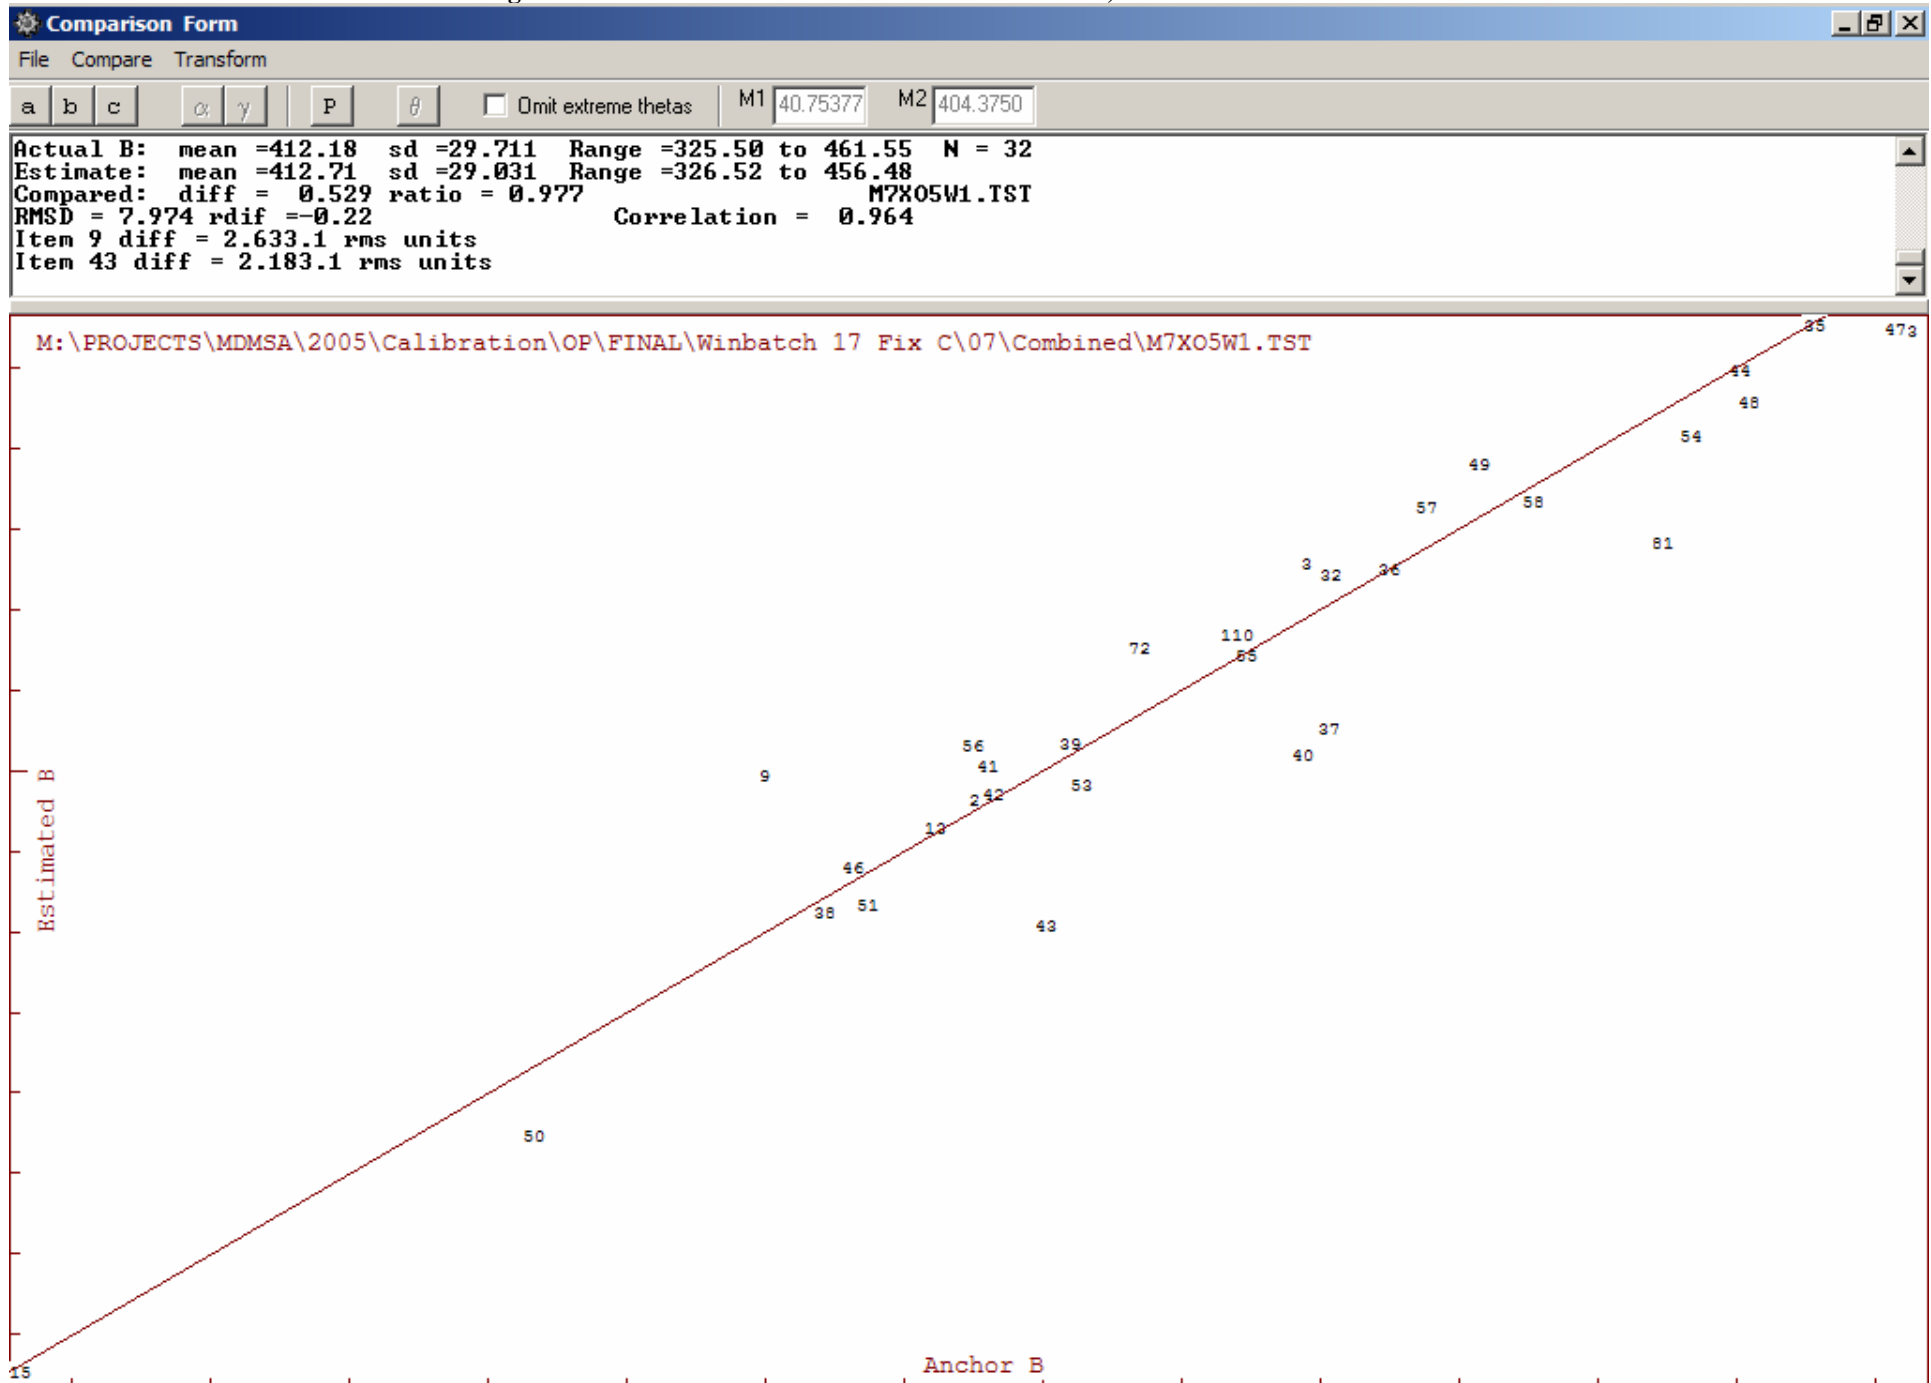 Comparison Form
File Compare Transform
a b c α γ P θ Omit extreme thetas M1 40.75377 M2 404.3750
Actual B: mean =412.18 sd =29.711 Range =325.50 to 461.55 N = 32
Estimate: mean =412.71 sd =29.031 Range =326.52 to 456.48
Compared: diff = 0.529 ratio = 0.977 M7XO5W1.TST
RMSD = 7.974 rdif =-0.22 Correlation = 0.964
Item 9 diff = 2.633.1 rms units
Item 43 diff = 2.183.1 rms units
M:\PROJECTS\MDMSA\2005\Calibration\OP\FINAL\Winbatch 17 Fix C\07\Combined\M7XO5W1.TST
35
473
44
48
54
49
58
57
81
3
32
36
110
72
55
37
56
39
40
41
9
53
2
42
13
46
51
38
43
50
15
Estimated B
Anchor B